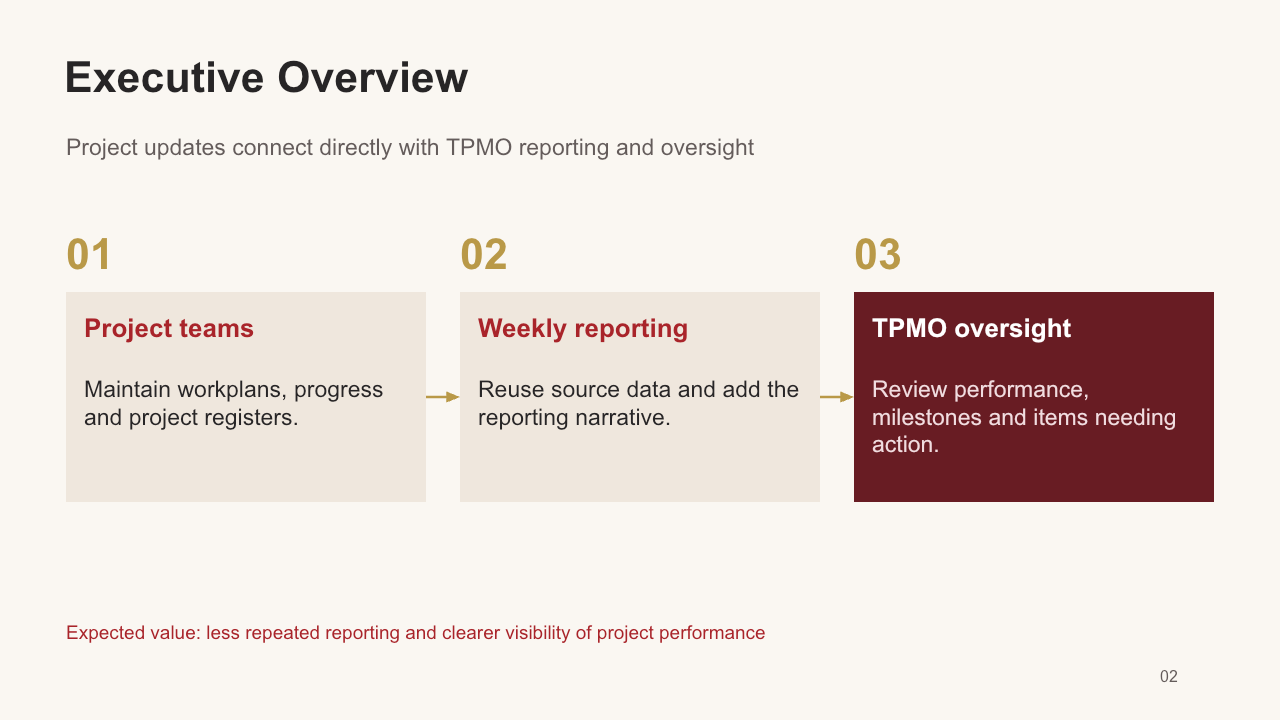 Executive Overview
Project updates connect directly with TPMO reporting and oversight
01
02
03
Project teams
Maintain workplans, progress
and project registers.
Weekly reporting
Reuse source data and add the
reporting narrative.
TPMO oversight
Review performance,
milestones and items needing
action.
Expected value: less repeated reporting and clearer visibility of project performance
02